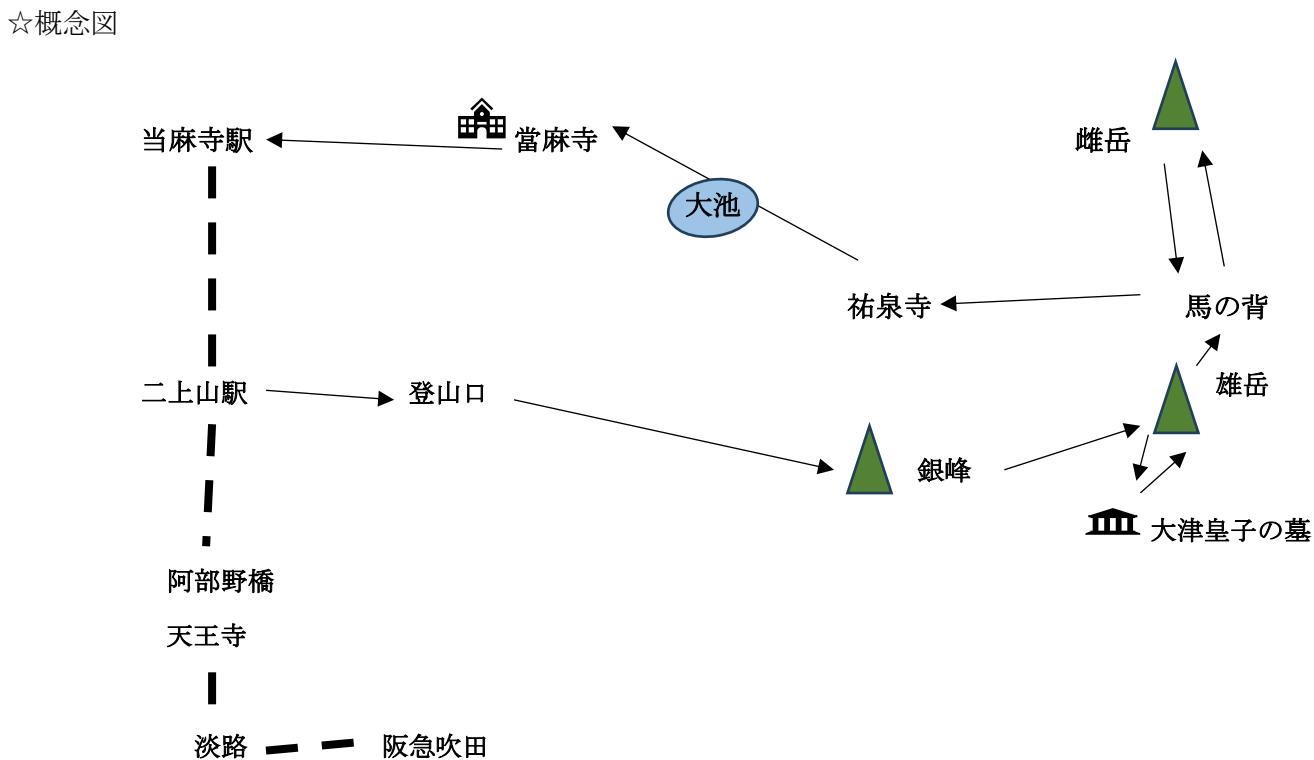 ☆概念図
当麻寺駅
當麻寺
雌岳
大池
祐泉寺
馬の背
二上山駅
登山口
雄岳
銀峰
大津皇子の墓
阿部野橋
天王寺
淡路
阪急吹田